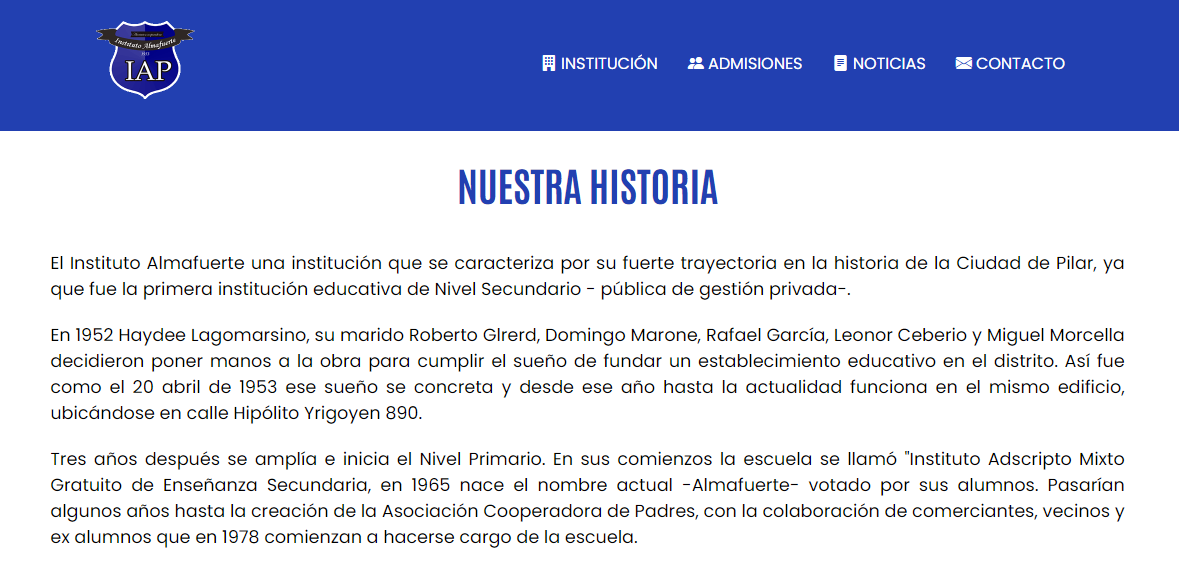 Instituto Almafuerte
IAP
INSTITUCIÓN ADMISIONES NOTICIAS CONTACTO
NUESTRA HISTORIA
El Instituto Almafuerte una institución que se caracteriza por su fuerte trayectoria en la historia de la Ciudad de Pilar, ya
que fue la primera institución educativa de Nivel Secundario - pública de gestión privada-.
En 1952 Haydee Lagomarsino, su marido Roberto Glrerd, Domingo Marone, Rafael García, Leonor Ceberio y Miguel Morcella
decidieron poner manos a la obra para cumplir el sueño de fundar un establecimiento educativo en el distrito. Así fue
como el 20 abril de 1953 ese sueño se concreta y desde ese año hasta la actualidad funciona en el mismo edificio,
ubicándose en calle Hipólito Yrigoyen 890.
Tres años después se amplía e inicia el Nivel Primario. En sus comienzos la escuela se llamó "Instituto Adscripto Mixto
Gratuito de Enseñanza Secundaria, en 1965 nace el nombre actual -Almafuerte- votado por sus alumnos. Pasarían
algunos años hasta la creación de la Asociación Cooperadora de Padres, con la colaboración de comerciantes, vecinos y
ex alumnos que en 1978 comienzan a hacerse cargo de la escuela.